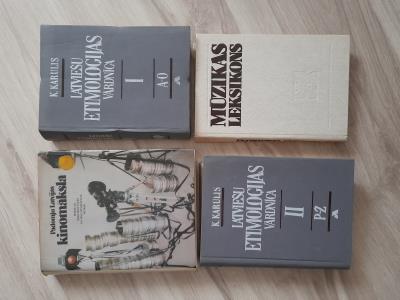 K. KARULIS
LATVIEŠU
ETIMOLOĢIJAS
VĀRDNĪCA
I
A-O
MŪZIKAS
LEKSIKONS
Padomju Latvijas
kinomāksla
K. KARULIS
LATVIEŠU
ETIMOLOĢIJAS
VĀRDNĪCA
II
P-Ž